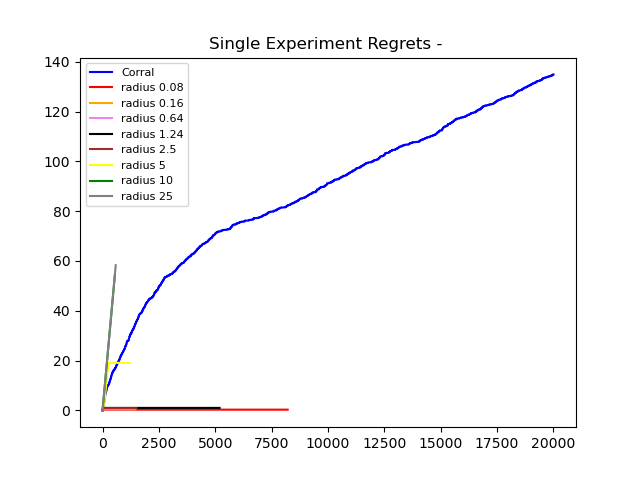 Single Experiment Regrets -
140
120
100
80
60
40
20
0
Corral
radius 0.08
radius 0.16
radius 0.64
radius 1.24
radius 2.5
radius 5
radius 10
radius 25
0 2500 5000 7500 10000 12500 15000 17500 20000